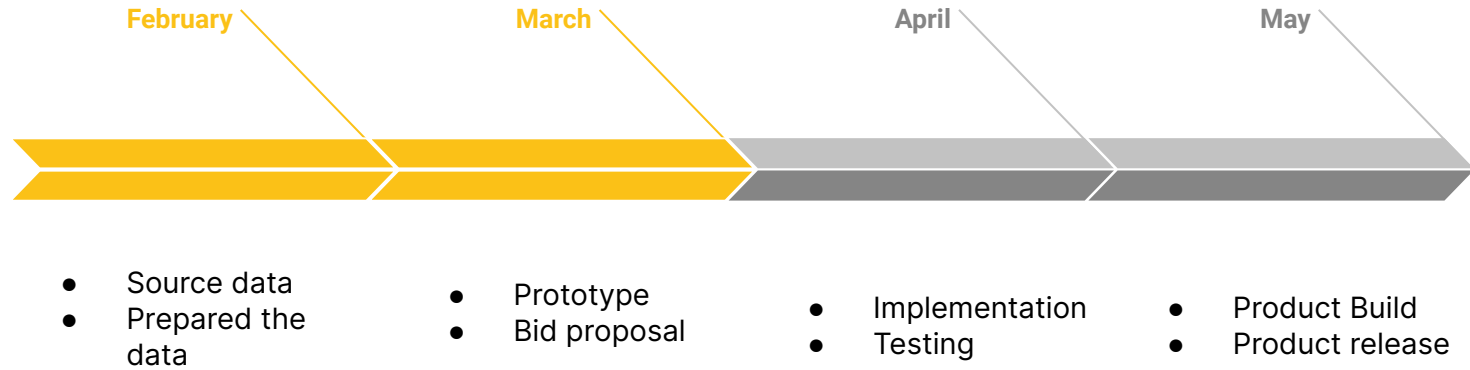 February
March
April
May
● Source data
● Prepared the
data
● Prototype
● Bid proposal
● Implementation
● Testing
● Product Build
● Product release